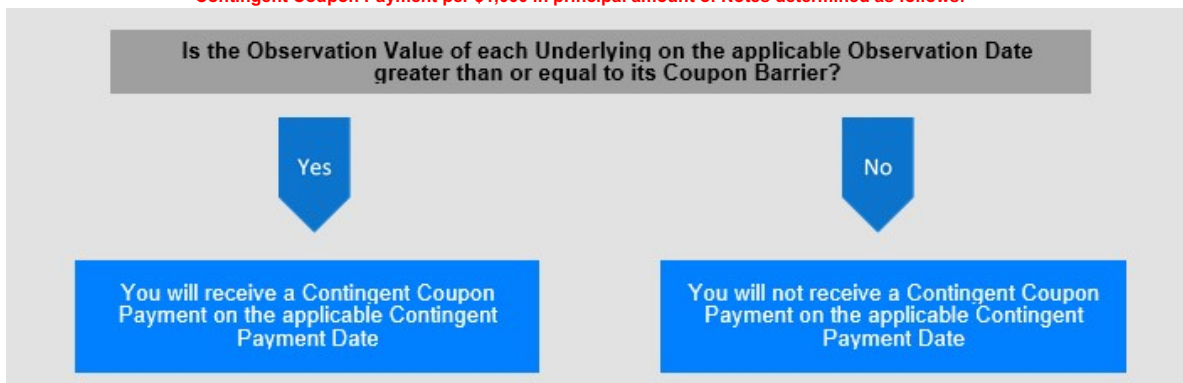 Contingent Coupon Payment per $1,000 in principal amount of Notes determined as follows:
Is the Observation Value of each Underlying on the applicable Observation Date
greater than or equal to its Coupon Barrier?
Yes
No
You will receive a Contingent Coupon
Payment on the applicable Contingent
Payment Date
You will not receive a Contingent Coupon
Payment on the applicable Contingent
Payment Date